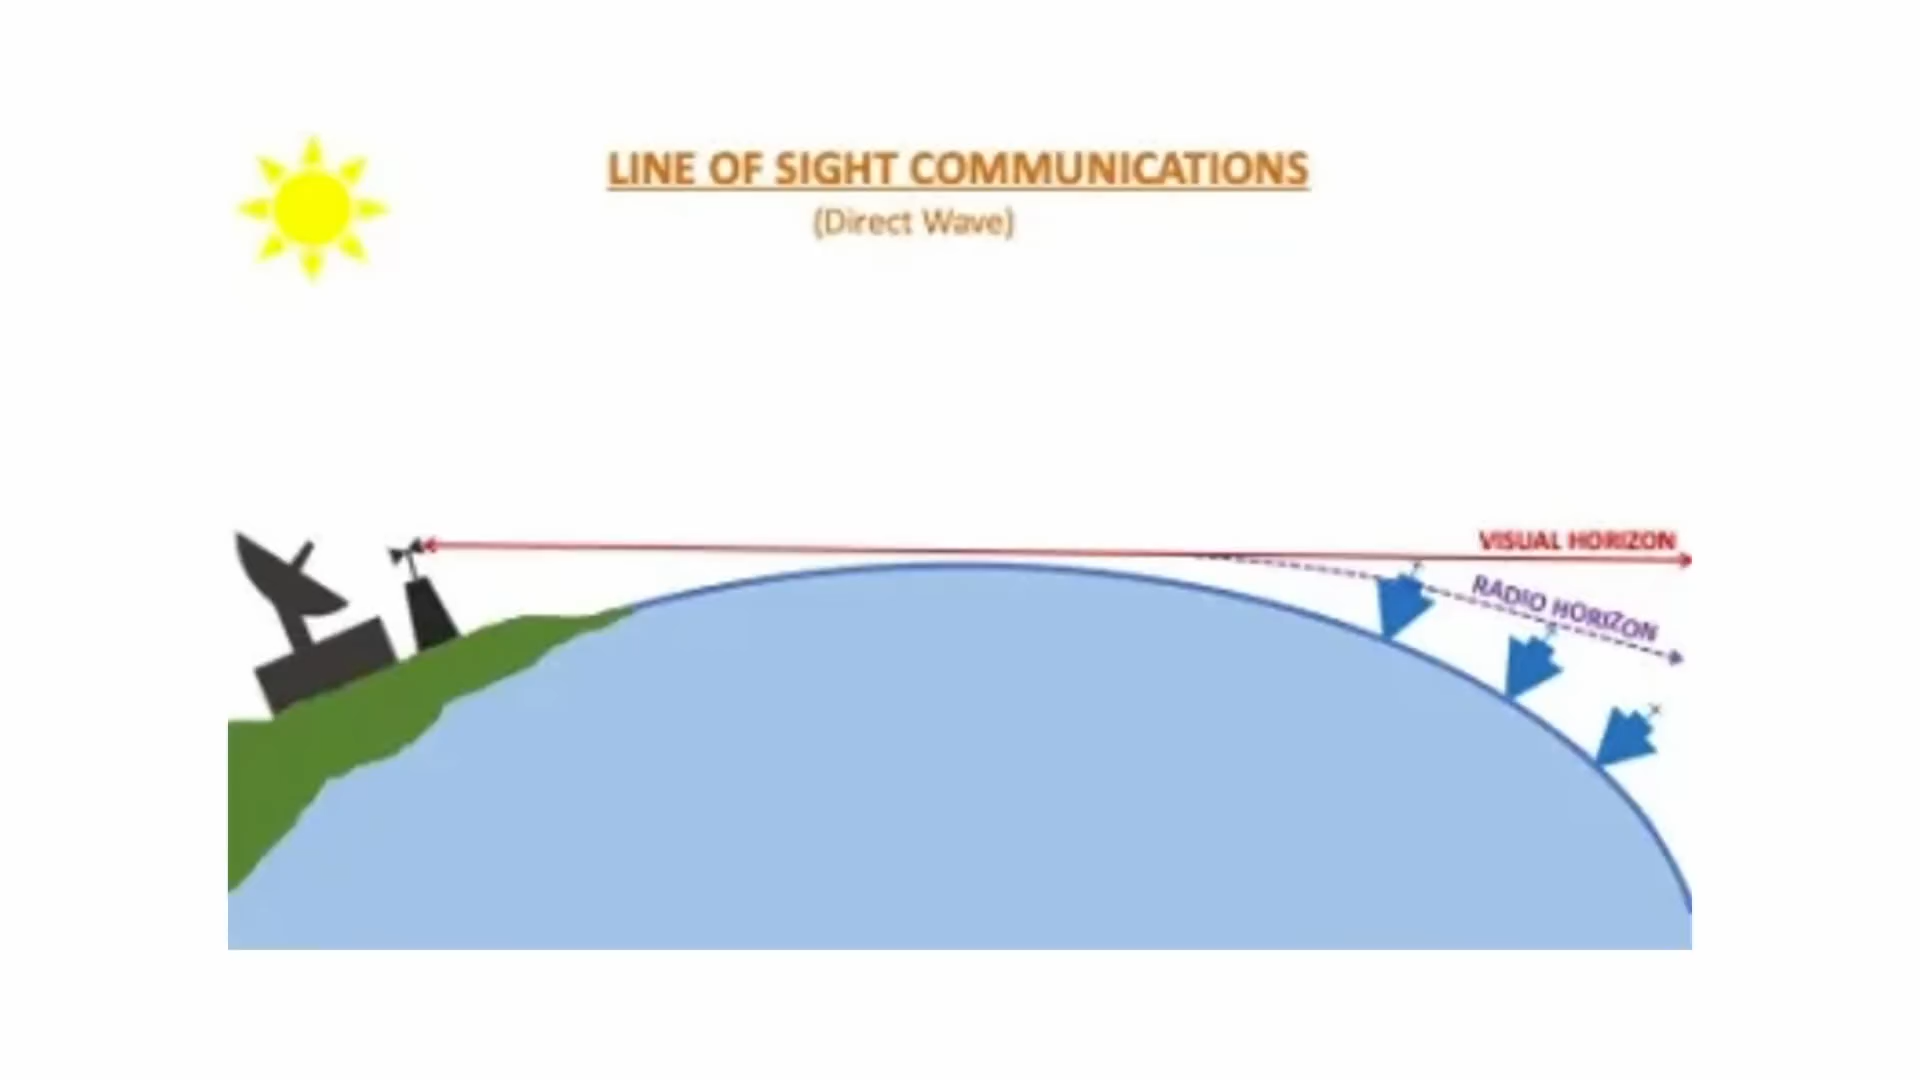 LINE OF SIGHT COMMUNICATIONS
(Direct Wave)
VISUAL HORIZON
RADIO HORIZON